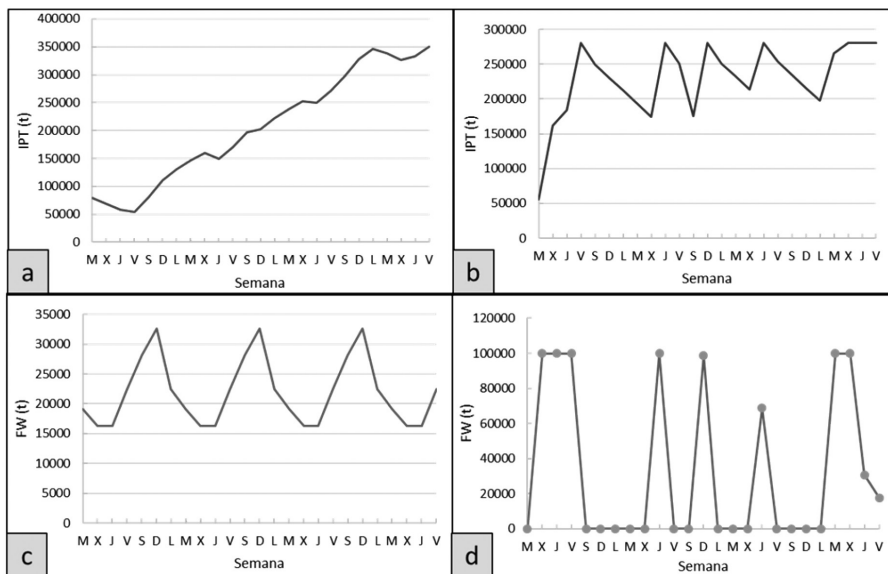 400000
350000
300000
250000
200000
150000
100000
50000
0
IPT (t)
M X J V S D L M X J V S D L M X J V S D L M X J V
Semana
a
300000
250000
200000
150000
100000
50000
0
IPT (t)
M X J V S D L M X J V S D L M X J V S D L M X J V
Semana
b
40000
35000
30000
25000
20000
15000
10000
5000
0
FW (t)
M X J V S D L M X J V S D L M X J V S D L M X J V
Semana
c
120000
100000
80000
60000
40000
20000
0
FW (t)
M X J V S D L M X J V S D L M X J V S D L M X J V
Semana
d